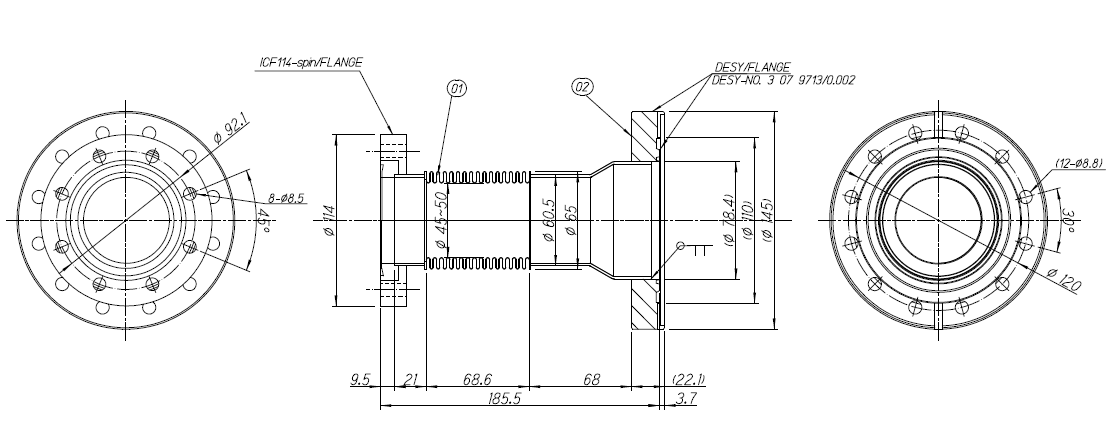 ICF114-spin/FLANGE
01
02
DESY/FLANGE
DESY-NO. 3 07 9713/0.002
ø 92.1
8-ø8.5
45°
ø 114
ø 45~50
ø 60.5
ø 65
(ø 78.4)
(ø 110)
(ø 145)
(12-ø8.8)
30°
ø 120
9.5
21
68.6
68
(22.1)
185.5
3.7